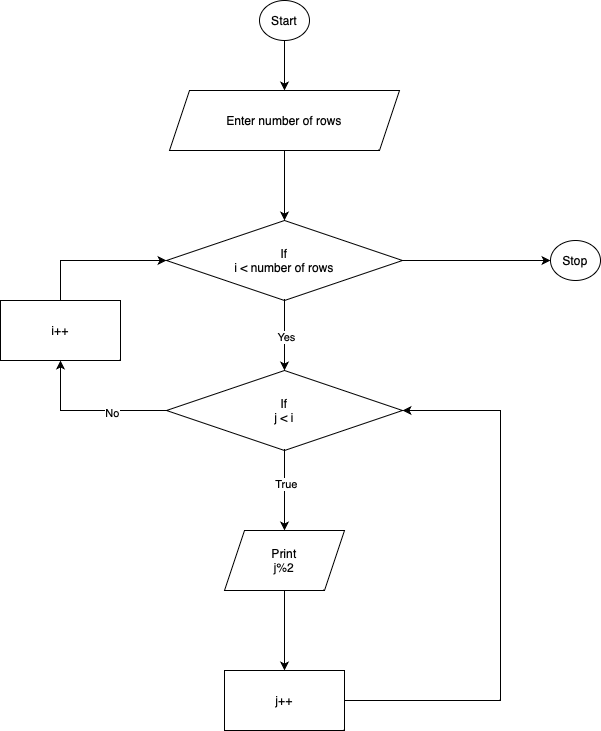 Start
Enter number of rows
If
i < number of rows
Stop
i++
Yes
If
j < i
No
True
Print
j%2
j++